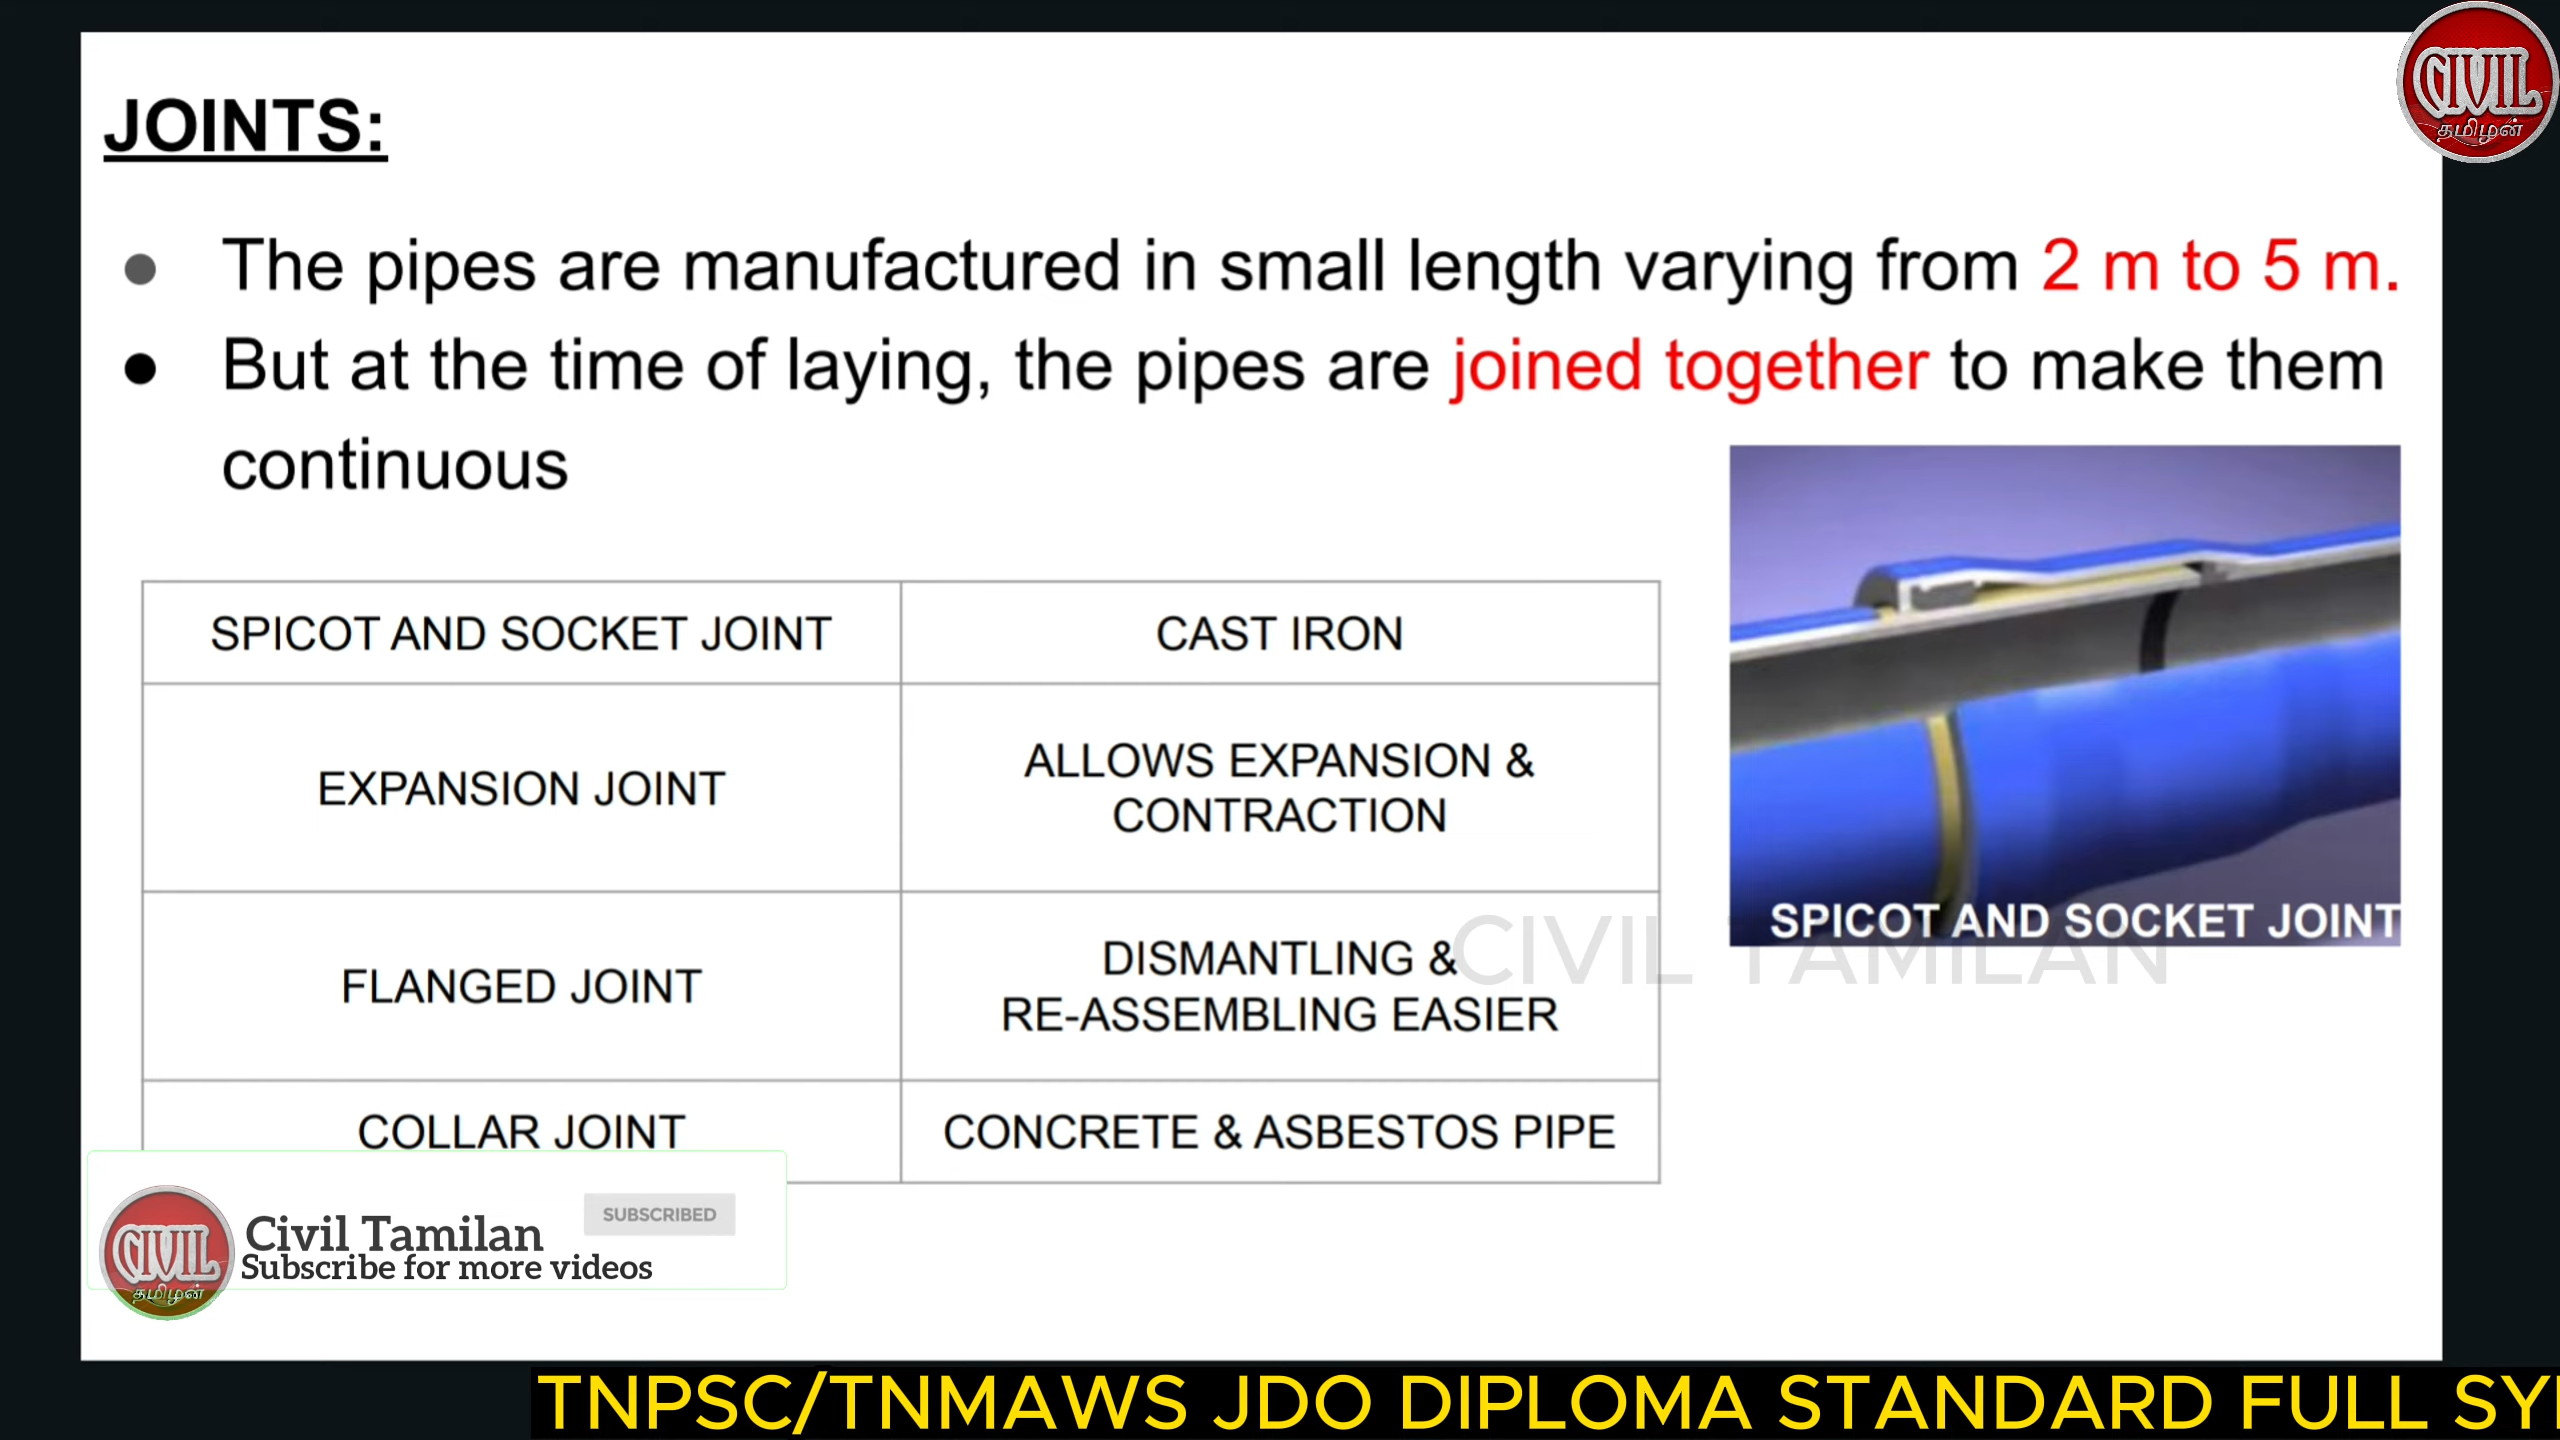 CIVIL
தமிழன்
JOINTS:
● The pipes are manufactured in small length varying from 2 m to 5 m.
● But at the time of laying, the pipes are joined together to make them
continuous
SPICOT AND SOCKET JOINT
CAST IRON
EXPANSION JOINT
ALLOWS EXPANSION &
CONTRACTION
FLANGED JOINT
DISMANTLING &
RE-ASSEMBLING EASIER
COLLAR JOINT
CONCRETE & ASBESTOS PIPE
SPICOT AND SOCKET JOINT
CIVIL TAMILAN
CIVIL
தமிழன்
Civil Tamilan
SUBSCRIBED
Subscribe for more videos
TNPSC/TNMAWS JDO DIPLOMA STANDARD FULL SY